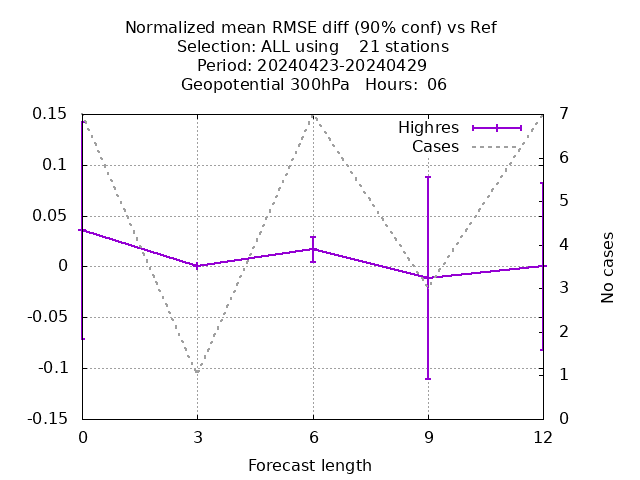 Normalized mean RMSE diff (90% conf) vs Ref
Selection: ALL using    21 stations
Period: 20240423-20240429
Geopotential 300hPa   Hours:  06
Highres
Cases
0.15
0.1
0.05
0
-0.05
-0.1
-0.15
7
6
5
4
3
2
1
0
No cases
0
3
6
9
12
Forecast length